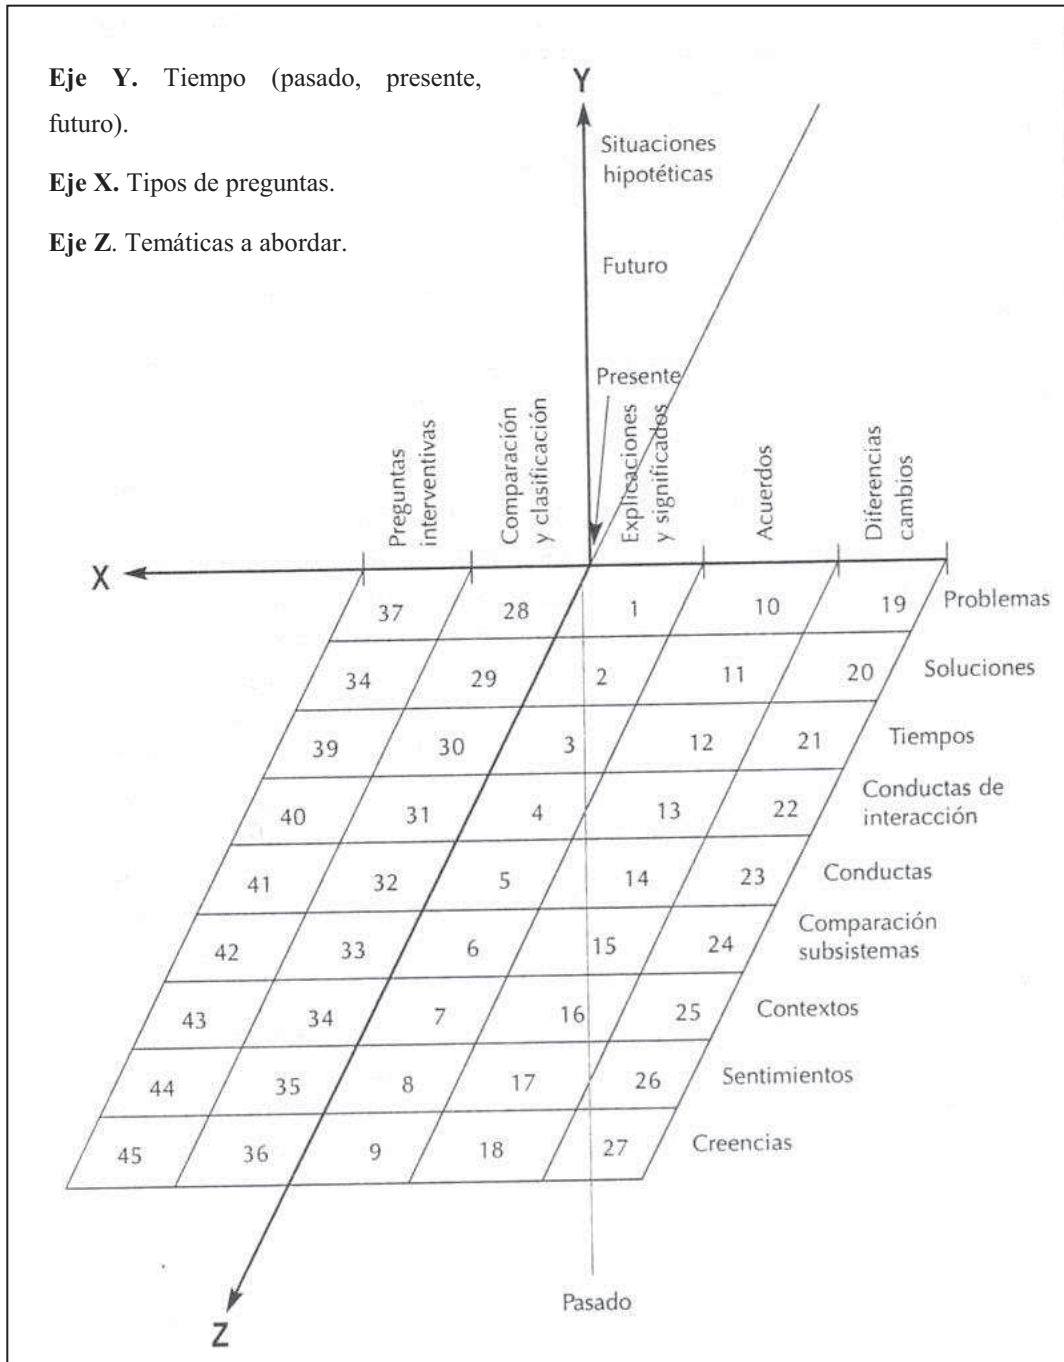 Eje Y. Tiempo (pasado, presente,
futuro).
Eje X. Tipos de preguntas.
Eje Z. Temáticas a abordar.
Y
Situaciones
hipotéticas
Futuro
Presente
Preguntas
interventivas
Comparación
y clasificación
Explicaciones
y significados
Acuerdos
Diferencias
cambios
X
37 28 1 10 19 Problemas
34 29 2 11 20 Soluciones
39 30 3 12 21 Tiempos
40 31 4 13 22 Conductas de
interacción
41 32 5 14 23 Conductas
42 33 6 15 24 Comparación
subsistemas
43 34 7 16 25 Contextos
44 35 8 17 26 Sentimientos
45 36 9 18 27 Creencias
Pasado
Z